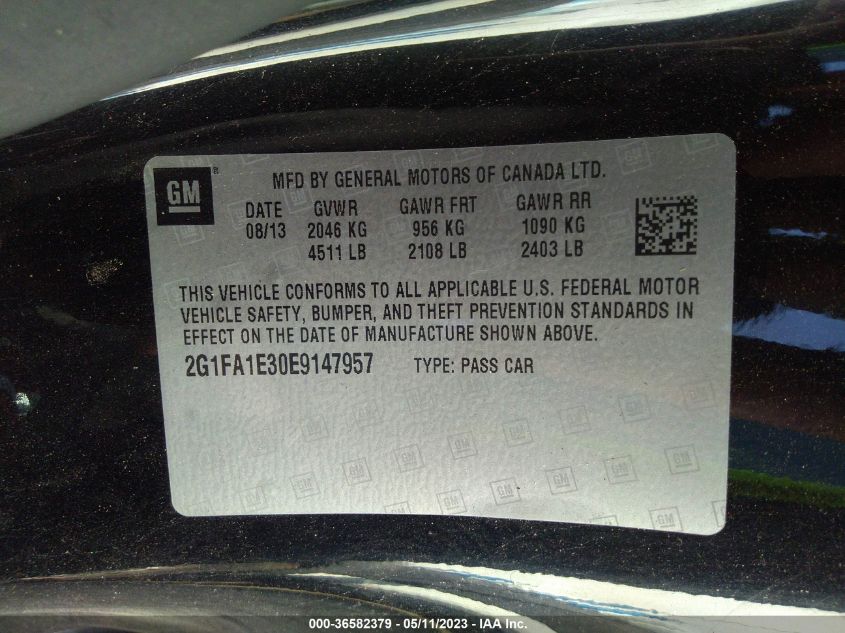 GM ®
MFD BY GENERAL MOTORS OF CANADA LTD.
DATE GVWR GAWR FRT GAWR RR
08/13 2046 KG 956 KG 1090 KG
4511 LB 2108 LB 2403 LB
THIS VEHICLE CONFORMS TO ALL APPLICABLE U.S. FEDERAL MOTOR
VEHICLE SAFETY, BUMPER, AND THEFT PREVENTION STANDARDS IN
EFFECT ON THE DATE OF MANUFACTURE SHOWN ABOVE.
2G1FA1E30E9147957 TYPE: PASS CAR
000-36582379 - 05/11/2023 - IAA Inc.